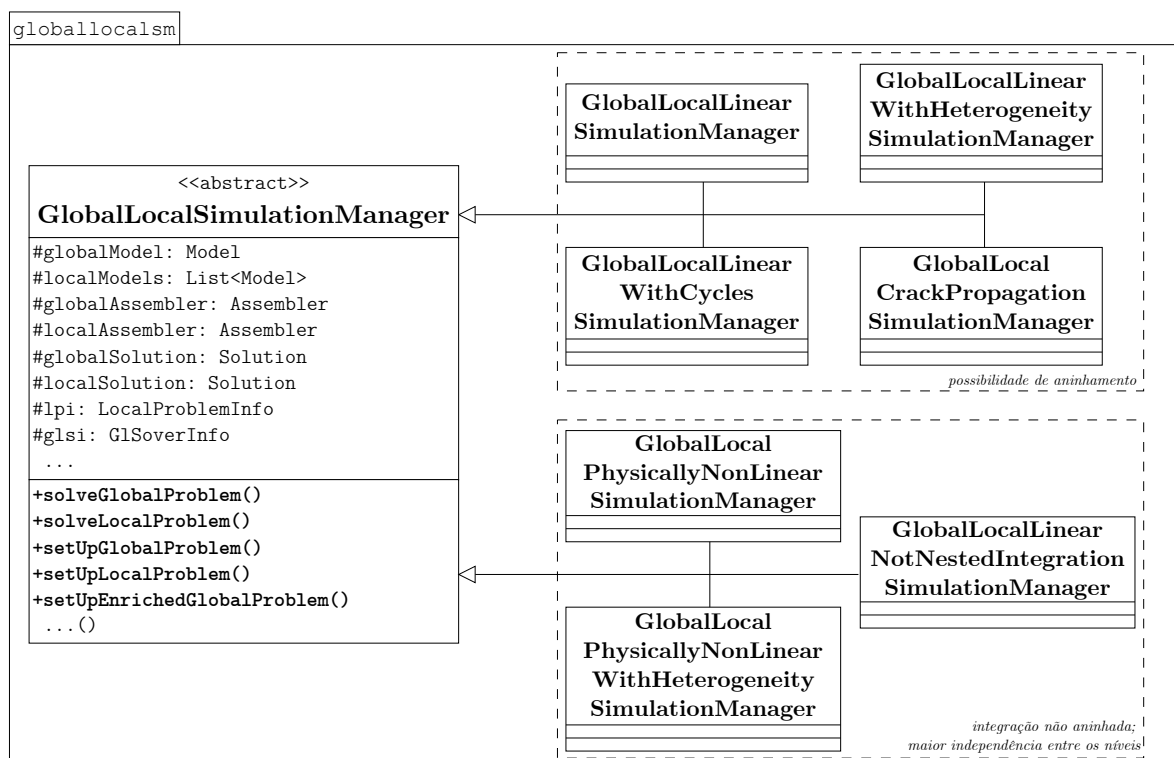 globallocalsm
<<abstract>>
GlobalLocalSimulationManager
#globalModel: Model
#localModels: List<Model>
#globalAssembler: Assembler
#localAssembler: Assembler
#globalSolution: Solution
#localSolution: Solution
#lpi: LocalProblemInfo
#glsi: GlSoverInfo
...
+solveGlobalProblem()
+solveLocalProblem()
+setUpGlobalProblem()
+setUpLocalProblem()
+setUpEnrichedGlobalProblem()
...()
GlobalLocalLinear
SimulationManager
GlobalLocalLinear
WithHeterogeneity
SimulationManager
GlobalLocalLinear
WithCycles
SimulationManager
GlobalLocal
CrackPropagation
SimulationManager
possibilidade de aninhamento
GlobalLocal
PhysicallyNonLinear
SimulationManager
GlobalLocalLinear
NotNestedIntegration
SimulationManager
GlobalLocal
PhysicallyNonLinear
WithHeterogeneity
SimulationManager
integração não aninhada;
maior independência entre os níveis